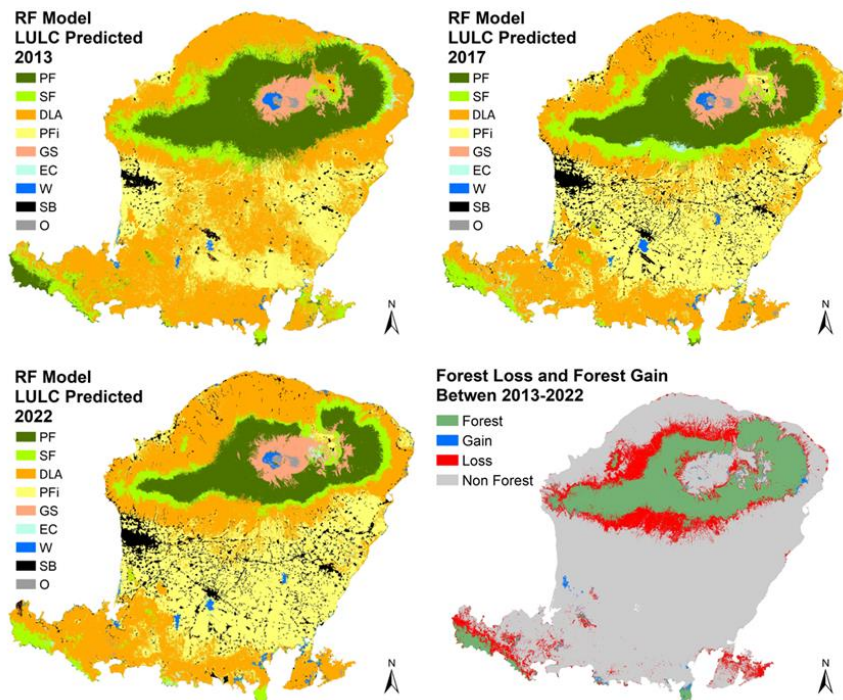 RF Model
LULC Predicted
2013
PF
SF
DLA
PFi
GS
EC
W
SB
O
N
RF Model
LULC Predicted
2017
PF
SF
DLA
PFi
GS
EC
W
SB
O
N
RF Model
LULC Predicted
2022
PF
SF
DLA
PFi
GS
EC
W
SB
O
N
Forest Loss and Forest Gain
Betwen 2013-2022
Forest
Gain
Loss
Non Forest
N